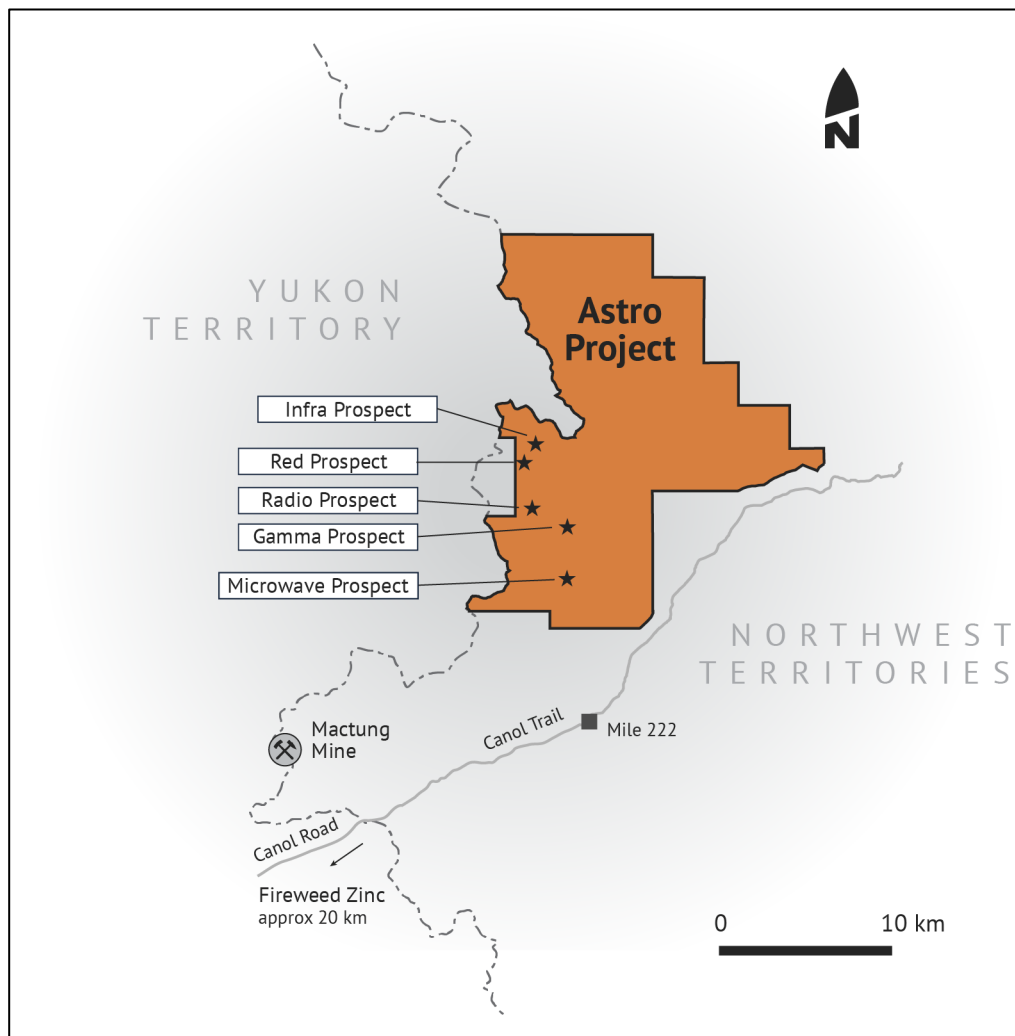 N
YUKON
TERRITORY
Astro
Project
Infra Prospect
Red Prospect
Radio Prospect
Gamma Prospect
Microwave Prospect
NORTHWEST
TERRITORIES
Mactung
Mine
Canol Trail
Mile 222
Canol Road
Fireweed Zinc
approx 20 km
0 10 km